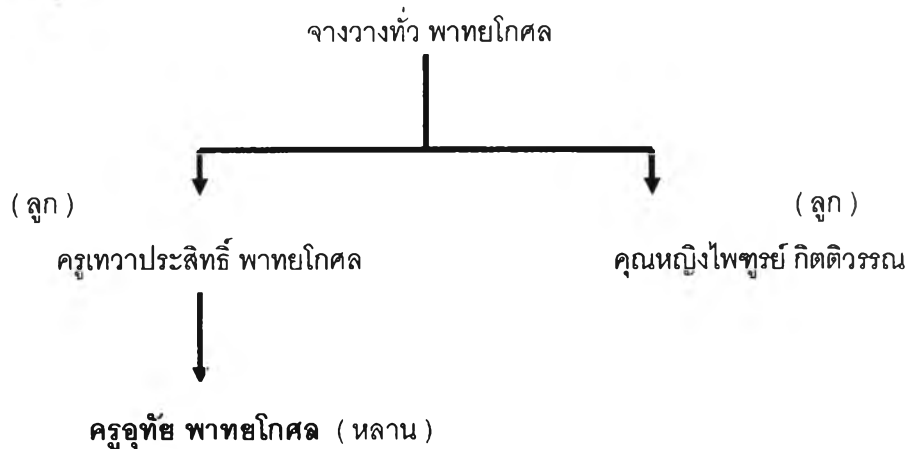 จางวางทั่ว พาทยโกศล
( ลูก ) ( ลูก )
ครูเทวาประสิทธิ์ พาทยโกศล คุณหญิงไพฑูรย์ กิตติวรรณ
ครูอุทัย พาทยโกศล ( หลาน )